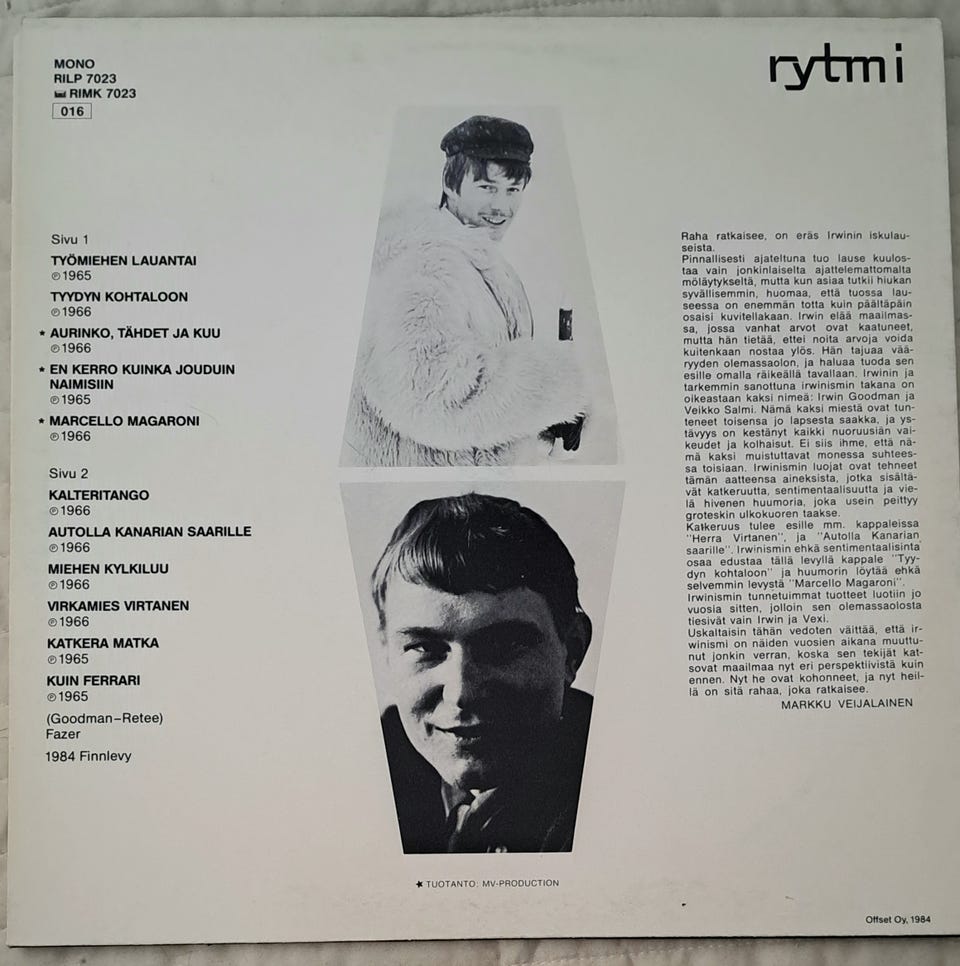 MONO
RILP 7023
RIMK 7023
016
rytmi
Sivu 1
TYÖMIEHEN LAUANTAI
℗ 1965
TYYDYN KOHTALOON
℗ 1966
★ AURINKO, TÄHDET JA KUU
℗ 1966
★ EN KERRO KUINKA JOUDUIN
NAIMISIIN
℗ 1965
★ MARCELLO MAGARONI
℗ 1966
Sivu 2
KALTERITANGO
℗ 1966
AUTOLLA KANARIAN SAARILLE
℗ 1966
MIEHEN KYLKILUU
℗ 1966
VIRKAMIES VIRTANEN
℗ 1966
KATKERA MATKA
℗ 1965
KUIN FERRARI
℗ 1965
(Goodman–Retee)
Fazer
1984 Finnlevy
Raha ratkaisee, on eräs Irwinin iskulau-
seista.
Pinnallisesti ajateltuna tuo lause kuulos-
taa vain jonkinlaiselta ajattelemattomalta
möläytykseltä, mutta kun asiaa tutkii hiukan
syvällisemmin, huomaa, että tuossa lau-
seessa on enemmän totta kuin päältäpäin
osaisi kuvitellakaan. Irwin elää maailmas-
sa, jossa vanhat arvot ovat kaatuneet,
mutta hän tietää, ettei noita arvoja voida
kuitenkaan nostaa ylös. Hän tajuaa vää-
ryyden olemassaolon, ja haluaa tuoda sen
esille omalla räikeällä tavallaan. Irwinin ja
tarkemmin sanottuna irwinismin takana on
oikeastaan kaksi nimeä: Irwin Goodman ja
Veikko Salmi. Nämä kaksi miestä ovat tun-
teneet toisensa jo lapsesta saakka, ja ys-
tävyys on kestänyt kaikki nuoruusiän vai-
keudet ja kolhaisut. Ei siis ihme, että nä-
mä kaksi muistuttavat monessa suhtees-
sa toisiaan. Irwinismin luojat ovat tehneet
tämän aatteensa aineksista, jotka sisältä-
vät katkeruutta, sentimentaalisuutta ja vie-
lä hivenen huumoria, joka usein peittyy
groteskin ulkokuoren taakse.
Katkeruus tulee esille mm. kappaleissa
"Herra Virtanen", ja "Autolla Kanarian
saarille". Irwinismin ehkä sentimentaalisinta
osaa edustaa tällä levyllä kappale "Tyy-
dyn kohtaloon" ja huumorin löytää ehkä
selvemmin levystä "Marcello Magaroni".
Irwinismin tunnetuimmat tuotteet luotiin jo
vuosia sitten, jolloin sen olemassaolosta
tiesivät vain Irwin ja Vexi.
Uskaltaisin tähän vedoten väittää, että ir-
winismi on näiden vuosien aikana muuttu-
nut jonkin verran, koska sen tekijät kat-
sovat maailmaa nyt eri perspektiivistä kuin
ennen. Nyt he ovat kohonneet, ja nyt heil-
lä on sitä rahaa, joka ratkaisee.
MARKKU VEIJALAINEN
★ TUOTANTO: MV-PRODUCTION
Offset Oy, 1984